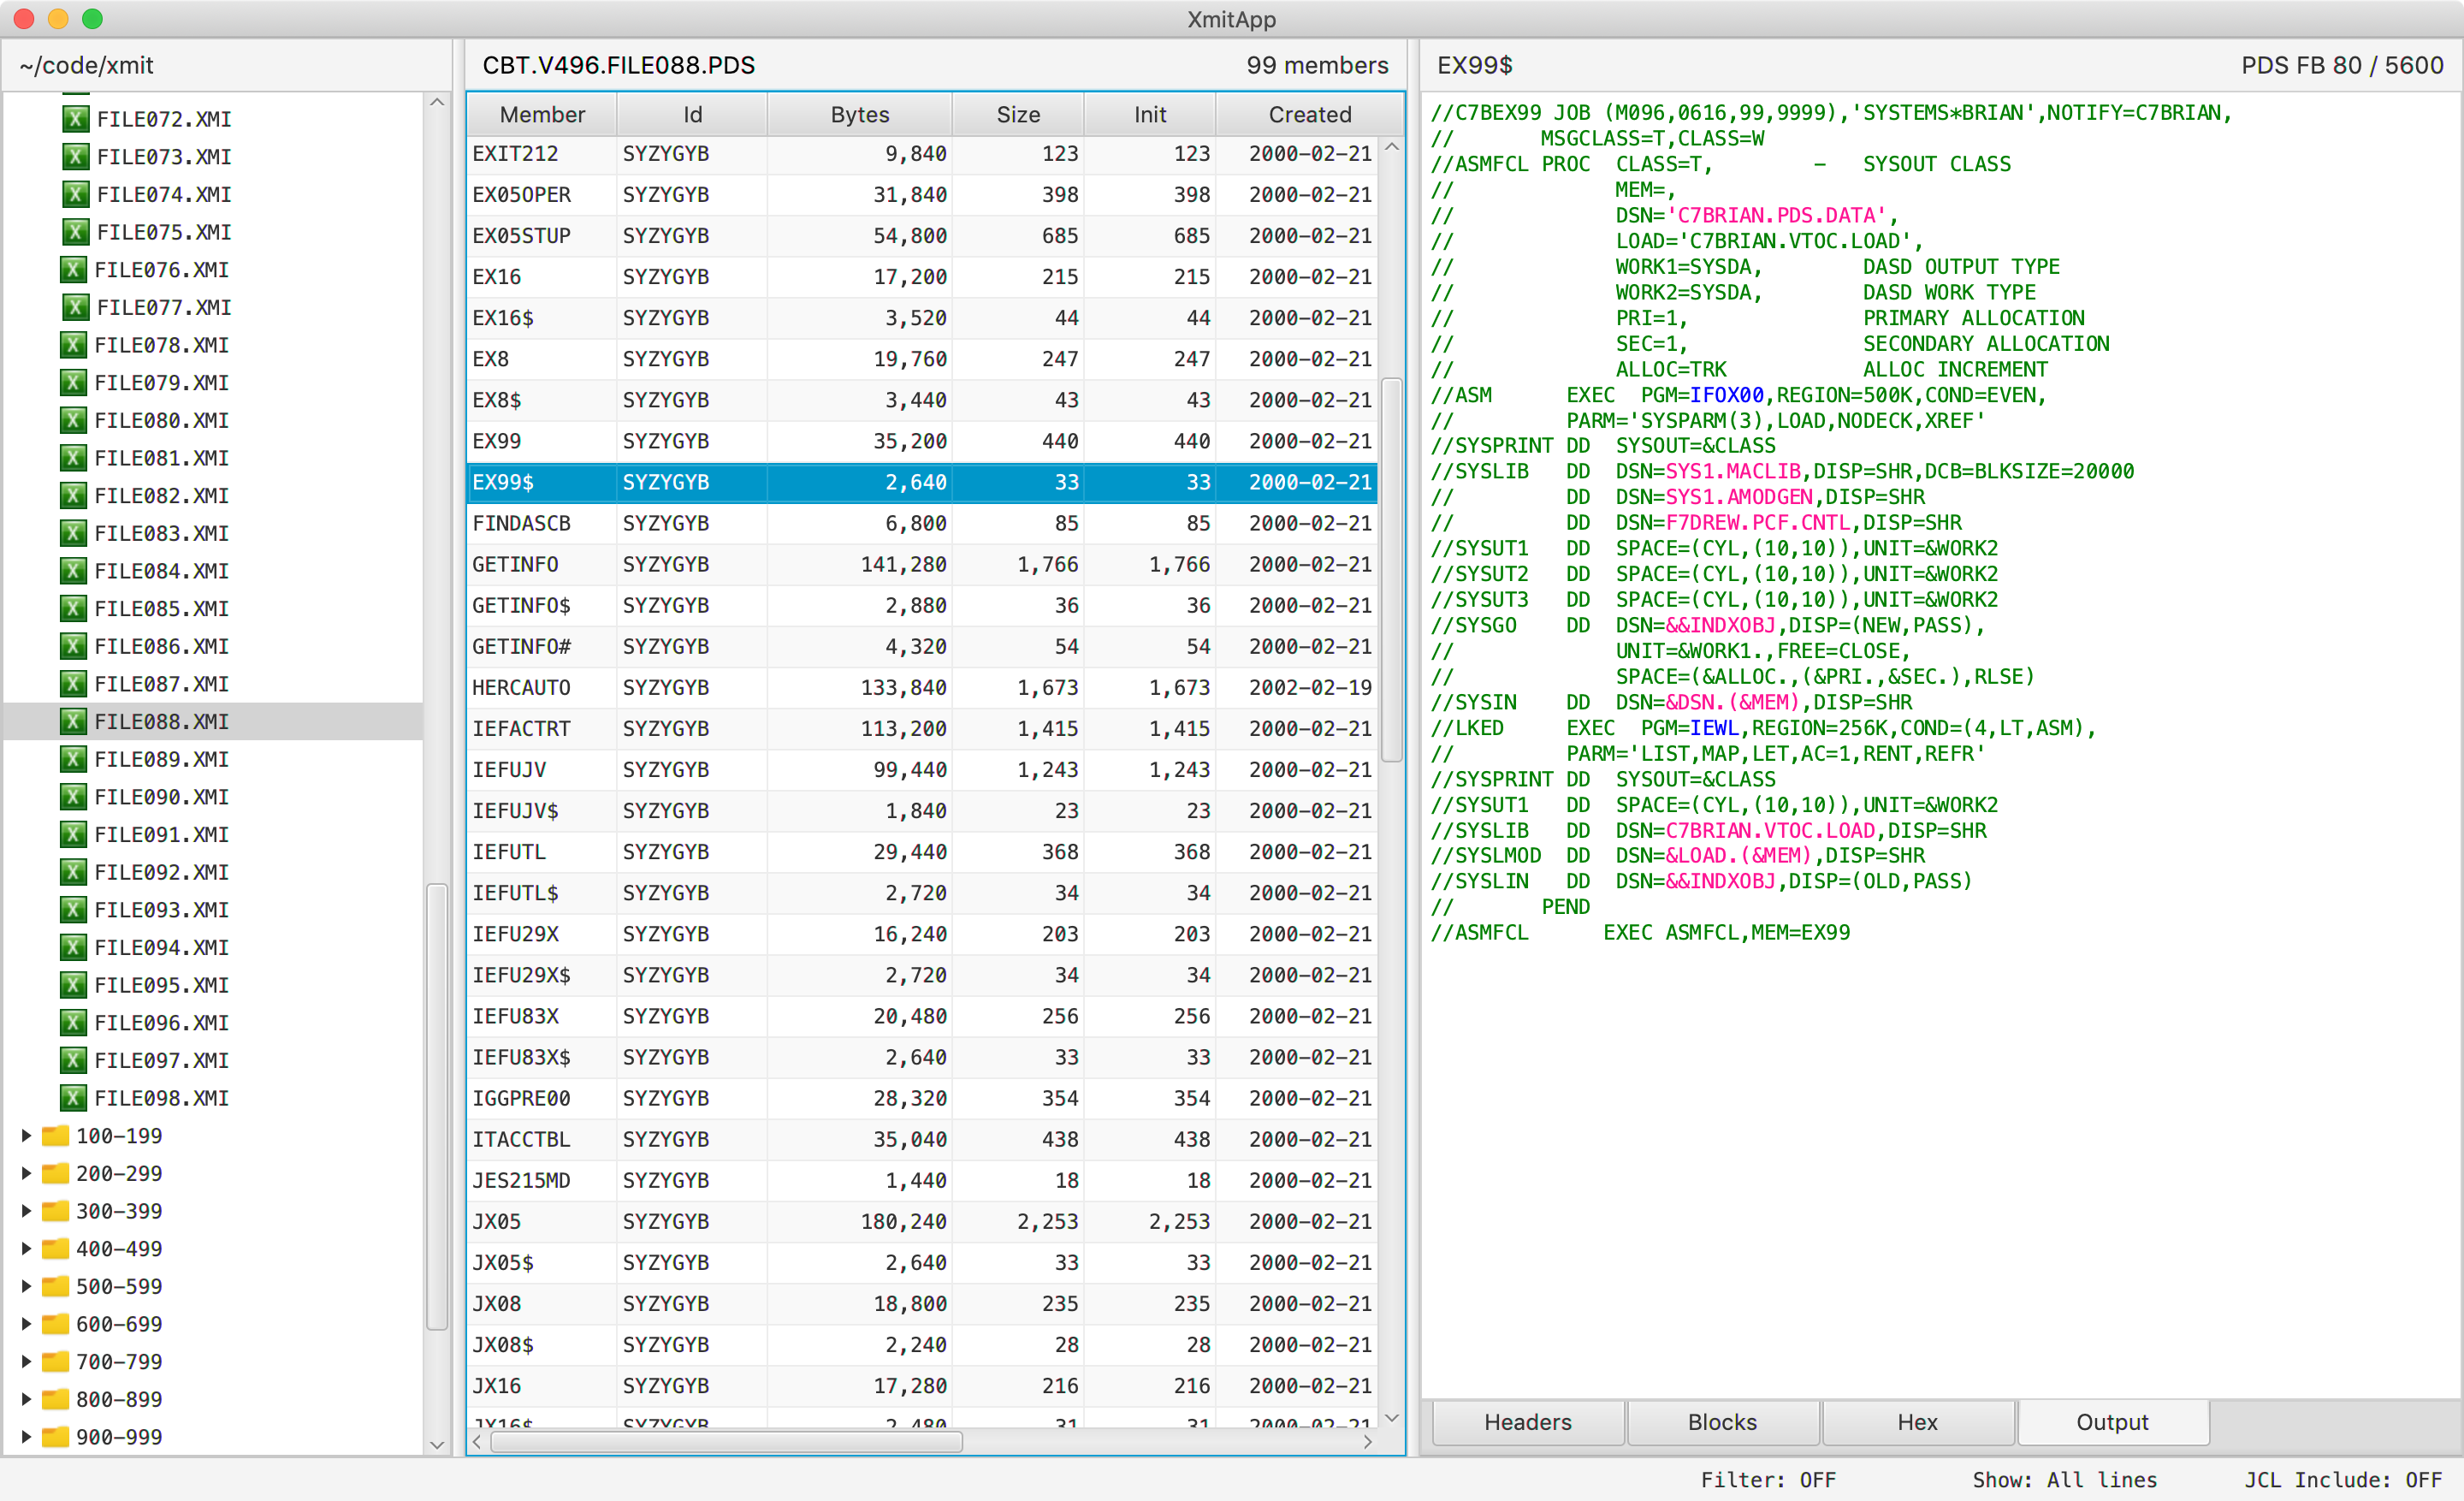 XmitApp
~/code/xmit
FILE072.XMI
FILE073.XMI
FILE074.XMI
FILE075.XMI
FILE076.XMI
FILE077.XMI
FILE078.XMI
FILE079.XMI
FILE080.XMI
FILE081.XMI
FILE082.XMI
FILE083.XMI
FILE084.XMI
FILE085.XMI
FILE086.XMI
FILE087.XMI
FILE088.XMI
FILE089.XMI
FILE090.XMI
FILE091.XMI
FILE092.XMI
FILE093.XMI
FILE094.XMI
FILE095.XMI
FILE096.XMI
FILE097.XMI
FILE098.XMI
100-199
200-299
300-399
400-499
500-599
600-699
700-799
800-899
900-999
CBT.V496.FILE088.PDS 99 members
Member Id Bytes Size Init Created
EXIT212 SYZYGYB 9,840 123 123 2000-02-21
EX05OPER SYZYGYB 31,840 398 398 2000-02-21
EX05STUP SYZYGYB 54,800 685 685 2000-02-21
EX16 SYZYGYB 17,200 215 215 2000-02-21
EX16$ SYZYGYB 3,520 44 44 2000-02-21
EX8 SYZYGYB 19,760 247 247 2000-02-21
EX8$ SYZYGYB 3,440 43 43 2000-02-21
EX99 SYZYGYB 35,200 440 440 2000-02-21
EX99$ SYZYGYB 2,640 33 33 2000-02-21
FINDASCB SYZYGYB 6,800 85 85 2000-02-21
GETINFO SYZYGYB 141,280 1,766 1,766 2000-02-21
GETINFO$ SYZYGYB 2,880 36 36 2000-02-21
GETINFO# SYZYGYB 4,320 54 54 2000-02-21
HERCAUTO SYZYGYB 133,840 1,673 1,673 2002-02-19
IEFACTRT SYZYGYB 113,200 1,415 1,415 2000-02-21
IEFUJV SYZYGYB 99,440 1,243 1,243 2000-02-21
IEFUJV$ SYZYGYB 1,840 23 23 2000-02-21
IEFUTL SYZYGYB 29,440 368 368 2000-02-21
IEFUTL$ SYZYGYB 2,720 34 34 2000-02-21
IEFU29X SYZYGYB 16,240 203 203 2000-02-21
IEFU29X$ SYZYGYB 2,720 34 34 2000-02-21
IEFU83X SYZYGYB 20,480 256 256 2000-02-21
IEFU83X$ SYZYGYB 2,640 33 33 2000-02-21
IGGPRE00 SYZYGYB 28,320 354 354 2000-02-21
ITACCTBL SYZYGYB 35,040 438 438 2000-02-21
JES215MD SYZYGYB 1,440 18 18 2000-02-21
JX05 SYZYGYB 180,240 2,253 2,253 2000-02-21
JX05$ SYZYGYB 2,640 33 33 2000-02-21
JX08 SYZYGYB 18,800 235 235 2000-02-21
JX08$ SYZYGYB 2,240 28 28 2000-02-21
JX16 SYZYGYB 17,280 216 216 2000-02-21
JX16$ SYZYGYB 2,480 31 31 2000-02-21
EX99$ PDS FB 80 / 5600
//C7BEX99 JOB (M096,0616,99,9999),'SYSTEMS*BRIAN',NOTIFY=C7BRIAN,
//       MSGCLASS=T,CLASS=W
//ASMFCL PROC  CLASS=T,        -   SYSOUT CLASS
//             MEM=,
//             DSN='C7BRIAN.PDS.DATA',
//             LOAD='C7BRIAN.VTOC.LOAD',
//             WORK1=SYSDA,        DASD OUTPUT TYPE
//             WORK2=SYSDA,        DASD WORK TYPE
//             PRI=1,              PRIMARY ALLOCATION
//             SEC=1,              SECONDARY ALLOCATION
//             ALLOC=TRK           ALLOC INCREMENT
//ASM      EXEC  PGM=IFOX00,REGION=500K,COND=EVEN,
//         PARM='SYSPARM(3),LOAD,NODECK,XREF'
//SYSPRINT DD  SYSOUT=&CLASS
//SYSLIB   DD  DSN=SYS1.MACLIB,DISP=SHR,DCB=BLKSIZE=20000
//         DD  DSN=SYS1.AMODGEN,DISP=SHR
//         DD  DSN=F7DREW.PCF.CNTL,DISP=SHR
//SYSUT1   DD  SPACE=(CYL,(10,10)),UNIT=&WORK2
//SYSUT2   DD  SPACE=(CYL,(10,10)),UNIT=&WORK2
//SYSUT3   DD  SPACE=(CYL,(10,10)),UNIT=&WORK2
//SYSGO    DD  DSN=&&INDXOBJ,DISP=(NEW,PASS),
//             UNIT=&WORK1.,FREE=CLOSE,
//             SPACE=(&ALLOC.,(&PRI.,&SEC.),RLSE)
//SYSIN    DD  DSN=&DSN.(&MEM),DISP=SHR
//LKED     EXEC  PGM=IEWL,REGION=256K,COND=(4,LT,ASM),
//         PARM='LIST,MAP,LET,AC=1,RENT,REFR'
//SYSPRINT DD  SYSOUT=&CLASS
//SYSUT1   DD  SPACE=(CYL,(10,10)),UNIT=&WORK2
//SYSLIB   DD  DSN=C7BRIAN.VTOC.LOAD,DISP=SHR
//SYSLMOD  DD  DSN=&LOAD.(&MEM),DISP=SHR
//SYSLIN   DD  DSN=&&INDXOBJ,DISP=(OLD,PASS)
//       PEND
//ASMFCL      EXEC ASMFCL,MEM=EX99
Headers Blocks Hex Output
Filter: OFF Show: All lines JCL Include: OFF